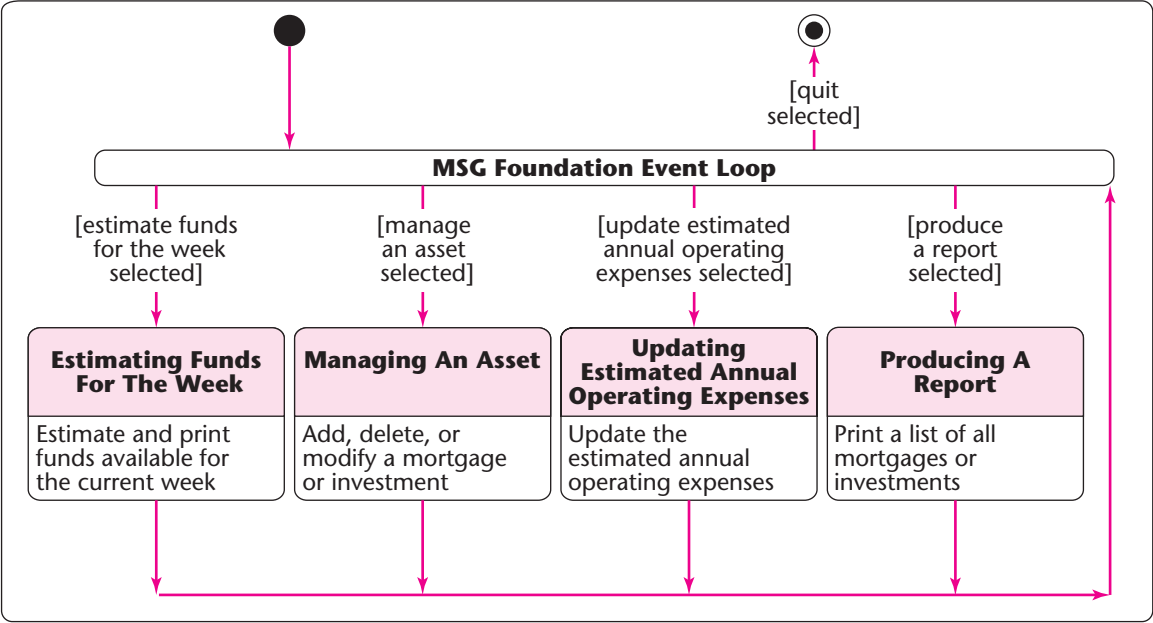 [quit
selected]
MSG Foundation Event Loop
[estimate funds
for the week
selected]
[manage
an asset
selected]
[update estimated
annual operating
expenses selected]
[produce
a report
selected]
Estimating Funds
For The Week
Estimate and print
funds available for
the current week
Managing An Asset
Add, delete, or
modify a mortgage
or investment
Updating
Estimated Annual
Operating Expenses
Update the
estimated annual
operating expenses
Producing A
Report
Print a list of all
mortgages or
investments